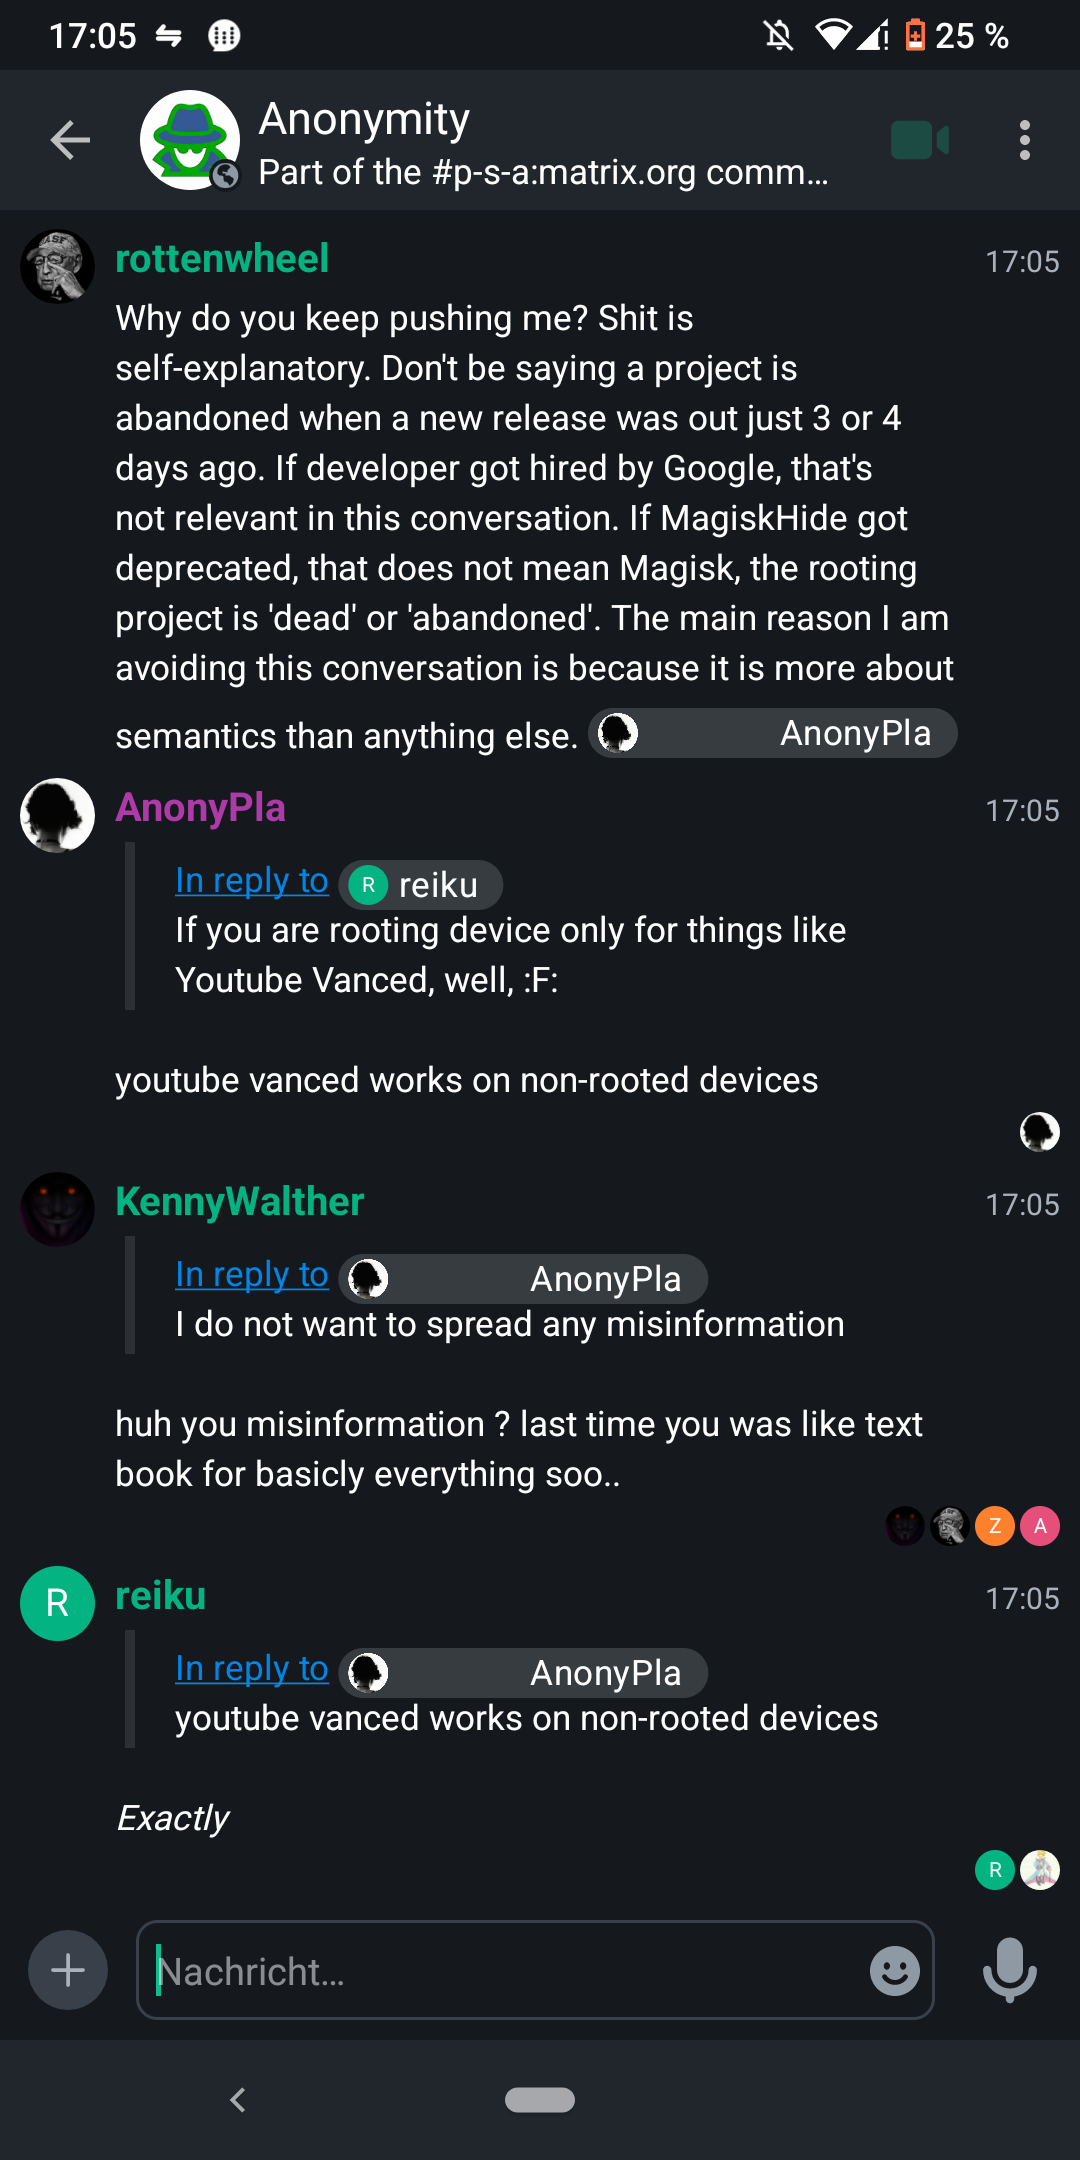 17:05
25 %
Anonymity
Part of the #p-s-a:matrix.org comm...
rottenwheel
17:05
Why do you keep pushing me? Shit is
self-explanatory. Don't be saying a project is
abandoned when a new release was out just 3 or 4
days ago. If developer got hired by Google, that's
not relevant in this conversation. If MagiskHide got
deprecated, that does not mean Magisk, the rooting
project is 'dead' or 'abandoned'. The main reason I am
avoiding this conversation is because it is more about
semantics than anything else. AnonyPla
AnonyPla
17:05
In reply to R reiku
If you are rooting device only for things like
Youtube Vanced, well, :F:
youtube vanced works on non-rooted devices
KennyWalther
17:05
In reply to AnonyPla
I do not want to spread any misinformation
huh you misinformation ? last time you was like text
book for basicly everything soo..
Z A
R
reiku
17:05
In reply to AnonyPla
youtube vanced works on non-rooted devices
Exactly
R
Nachricht...